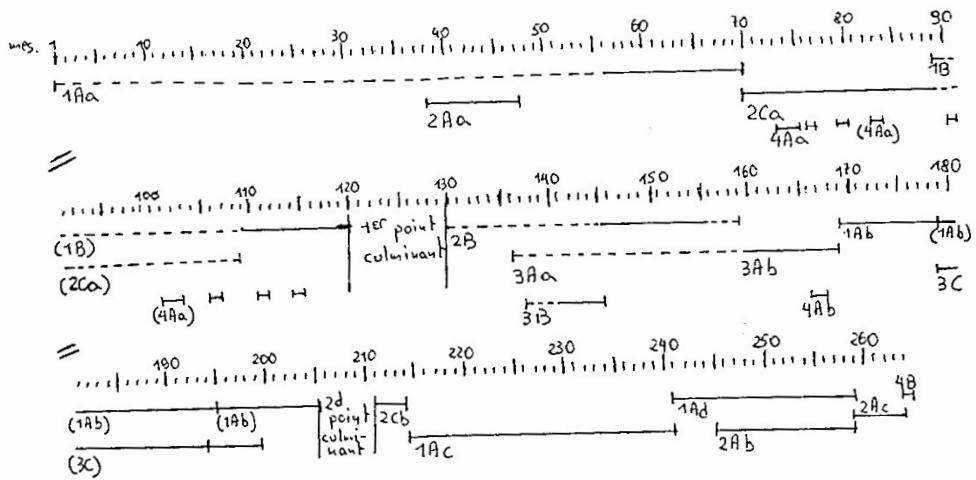 mes. 1 10 20 30 40 50 60 70 80 90
1Aa 2Aa 2Ca 1B
4Aa (4Aa)
100 110 120 130 140 150 160 170 180
(1B) 1er point 2B 1Ab (1Ab)
culminant
(2Ca) 3Aa 3Ab 3C
(4Aa) 3B 4Ab
190 200 210 220 230 240 250 260
(1Ab) (1Ab) 2d 2Cb 1Ad 2Ac 4B
point
culmi-
nant
(3C) 1Ac 2Ab